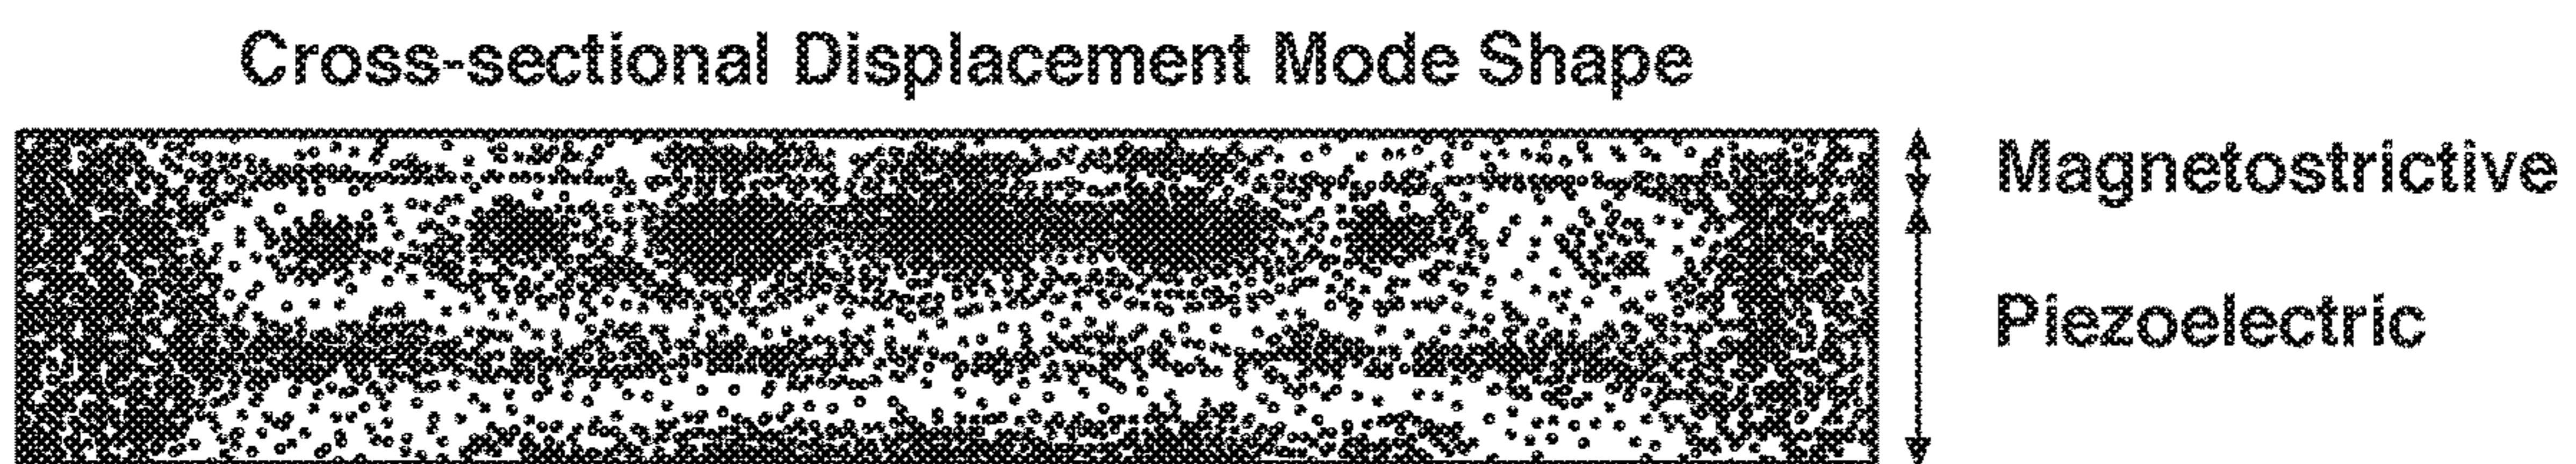 Cross-sectional Displacement Mode Shape
Magnetostrictive
Piezoelectric